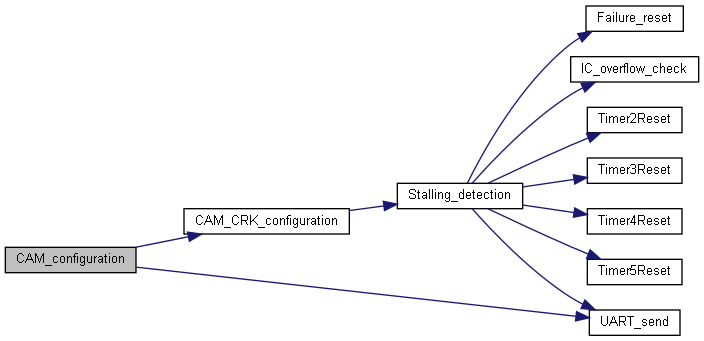 Failure_reset
IC_overflow_check
Timer2Reset
Timer3Reset
Stalling_detection
CAM_CRK_configuration
Timer4Reset
CAM_configuration
Timer5Reset
UART_send